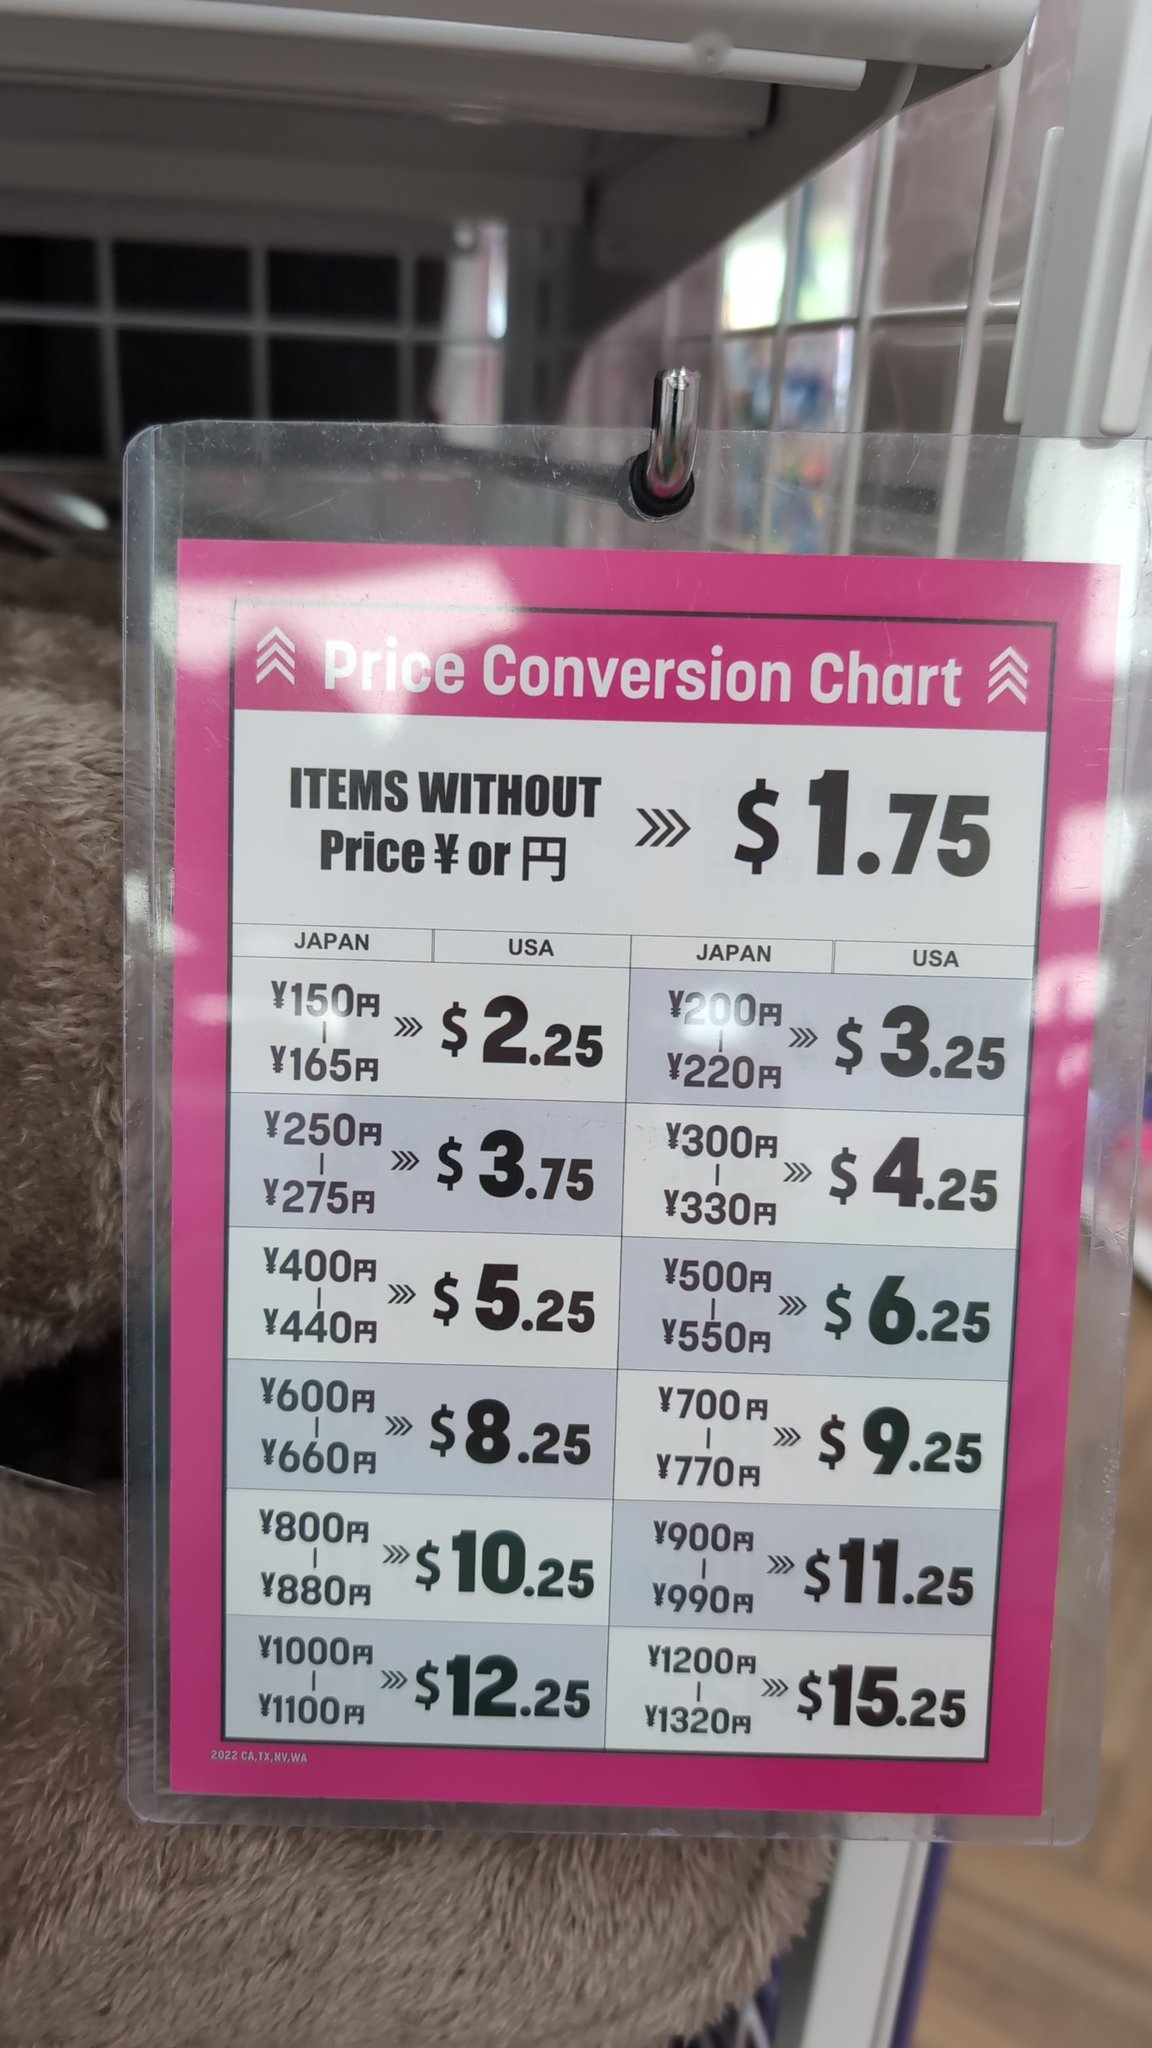 Price Conversion Chart
ITEMS WITHOUT
Price ¥ or 円
$1.75
JAPAN USA JAPAN USA
¥150円
¥165円
$2.25
¥200円
¥220円
$3.25
¥250円
¥275円
$3.75
¥300円
¥330円
$4.25
¥400円
¥440円
$5.25
¥500円
¥550円
$6.25
¥600円
¥660円
$8.25
¥700円
¥770円
$9.25
¥800円
¥880円
$10.25
¥900円
¥990円
$11.25
¥1000円
¥1100円
$12.25
¥1200円
¥1320円
$15.25
2022 CA,TX,NV,WA